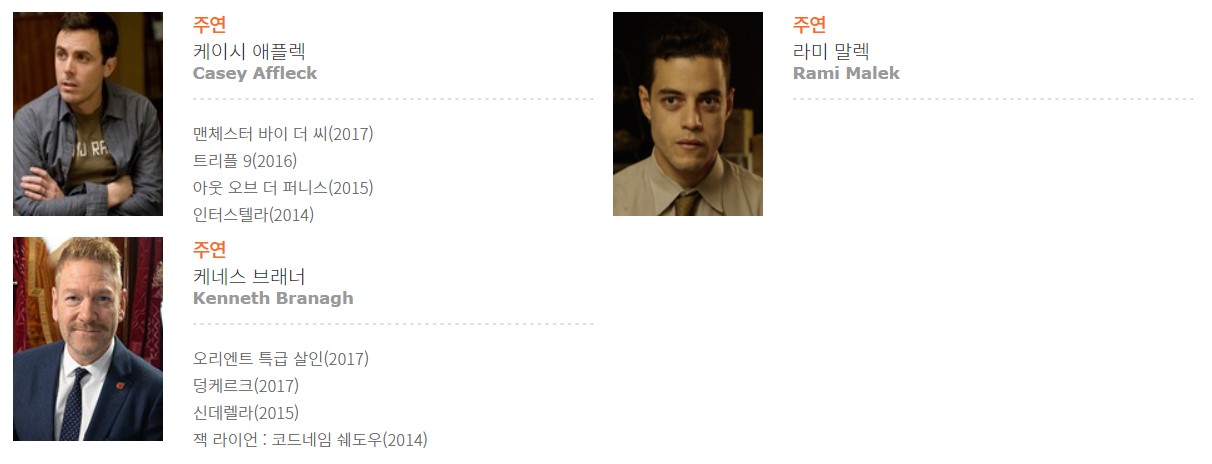 주연
케이시 애플렉
Casey Affleck
맨체스터 바이 더 씨(2017)
트리플 9(2016)
아웃 오브 더 퍼니스(2015)
인터스텔라(2014)
주연
라미 말렉
Rami Malek
주연
케네스 브래너
Kenneth Branagh
오리엔트 특급 살인(2017)
덩케르크(2017)
신데렐라(2015)
잭 라이언 : 코드네임 쉐도우(2014)